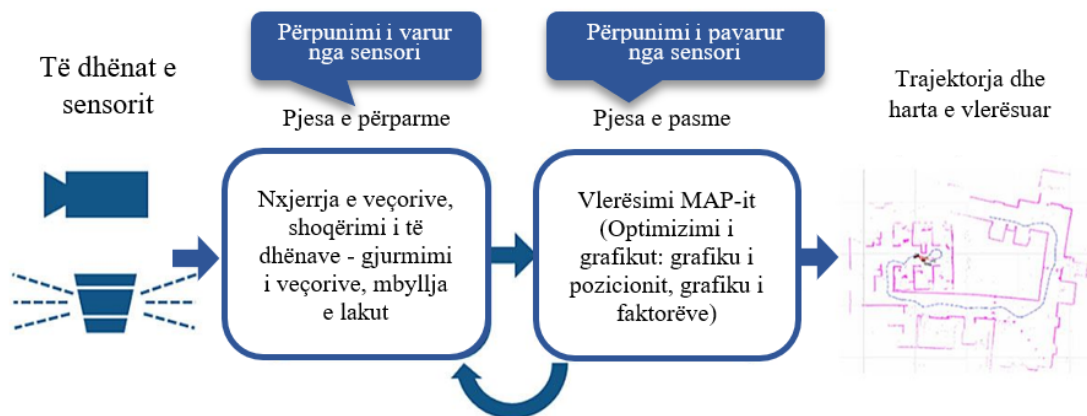 Të dhënat e
sensorit
Përpunimi i varur
nga sensori
Pjesa e përparme
Nxjerrja e veçorive,
shoqërimi i të
dhënave - gjurmimi
i veçorive, mbyllja
e lakut
Përpunimi i pavarur
nga sensori
Pjesa e pasme
Vlerësimi MAP-it
(Optimizimi i
grafikut: grafiku i
pozicionit, grafiku i
faktorëve)
Trajektorja dhe
harta e vlerësuar